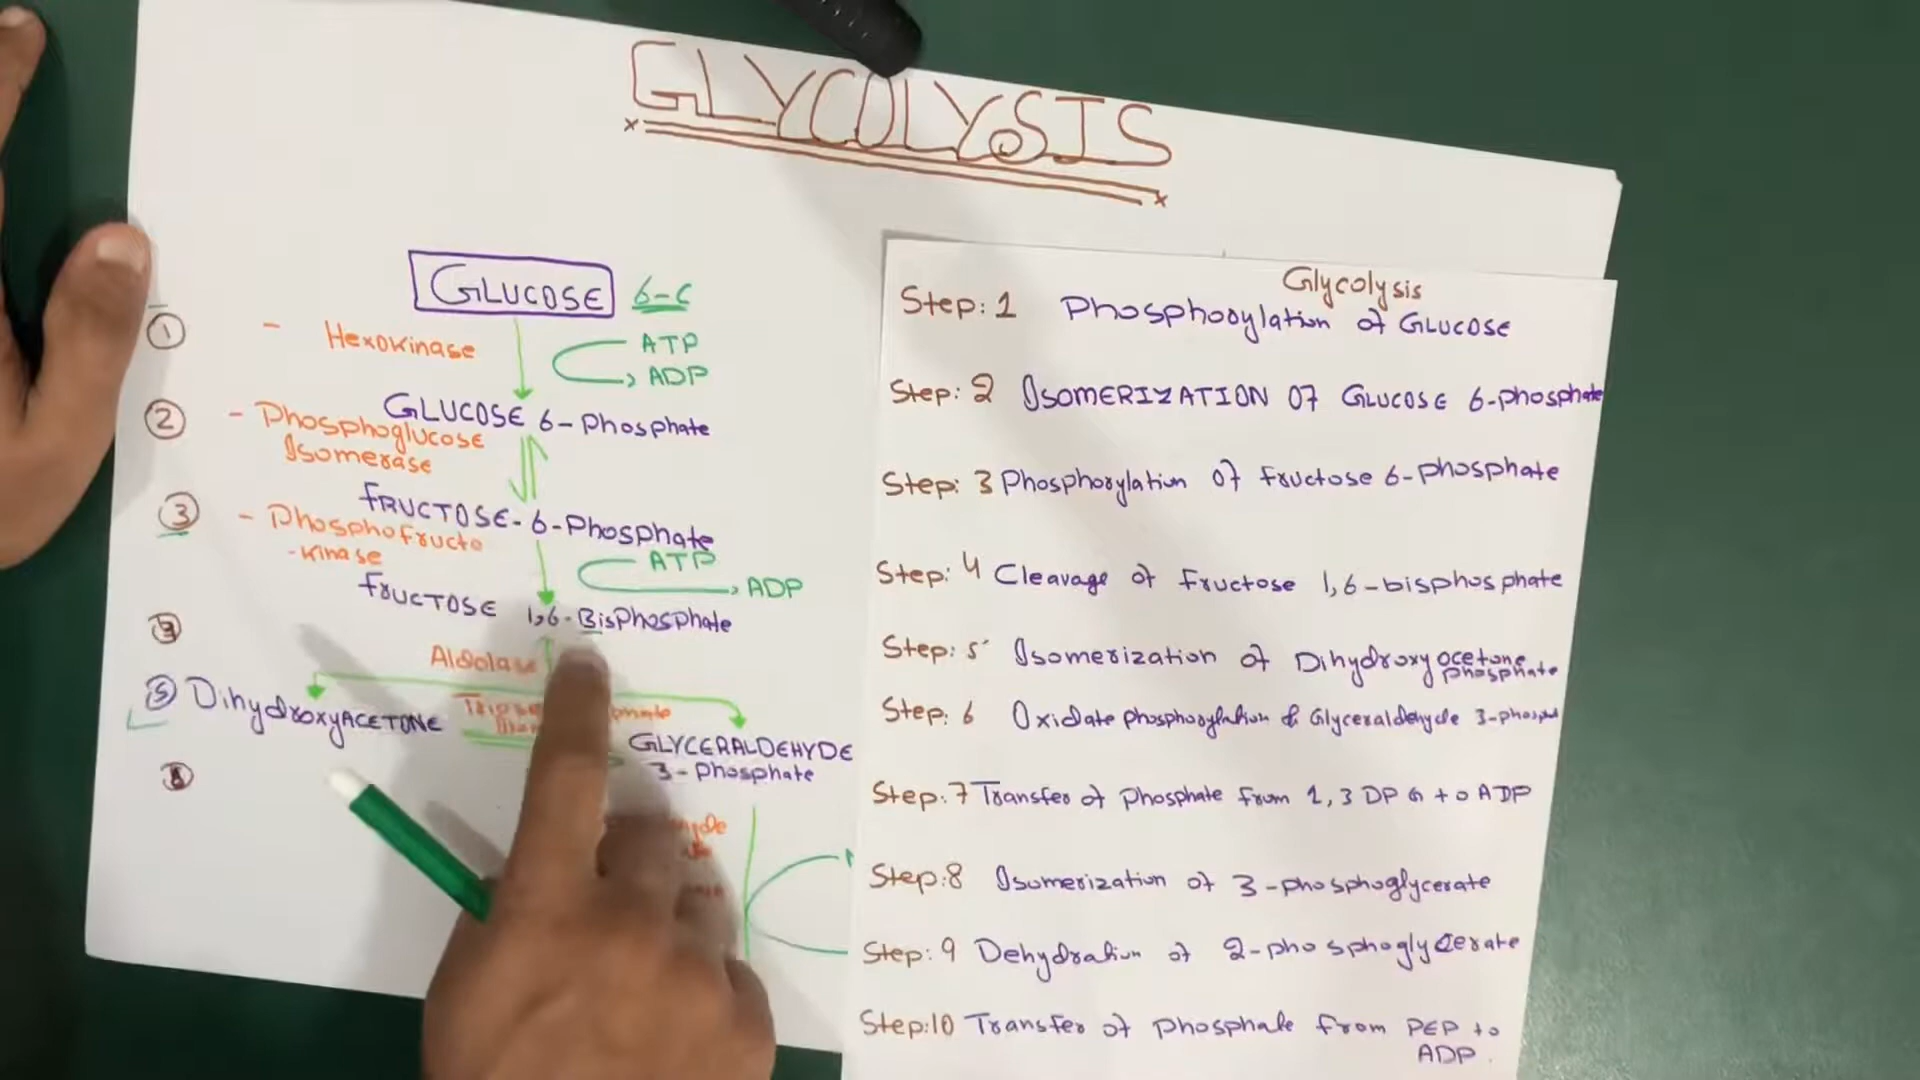 GLYCOLYSIS
GLUCOSE 6-C
① - Hexokinase
ATP
ADP
GLUCOSE 6-Phosphate
② - Phosphoglucose
Isomerase
FRUCTOSE-6-Phosphate
③ - Phosphofructo
-kinase
ATP
ADP
FRUCTOSE 1,6-BisPhosphate
Aldolase
⑤ DihydroxyACETONE
GLYCERALDEHYDE
3-Phosphate
Glycolysis
Step: 1 Phosphorylation of GLUCOSE
Step: 2 ISOMERIZATION OF GLUCOSE 6-phosphate
Step: 3 Phosphorylation of fructose 6-phosphate
Step: 4 Cleavage of fructose 1,6-bisphosphate
Step: 5 Isomerization of Dihydroxy acetone
phosphate
Step: 6 Oxidate phosphorylation of Glyceraldehyde 3-phosphat
Step: 7 Transfer of phosphate from 1,3 DPG to ADP
Step: 8 Isomerization of 3-phosphoglycerate
Step: 9 Dehydration of 2-phosphoglycerate
Step: 10 Transfer of phosphate from PEP to
ADP.